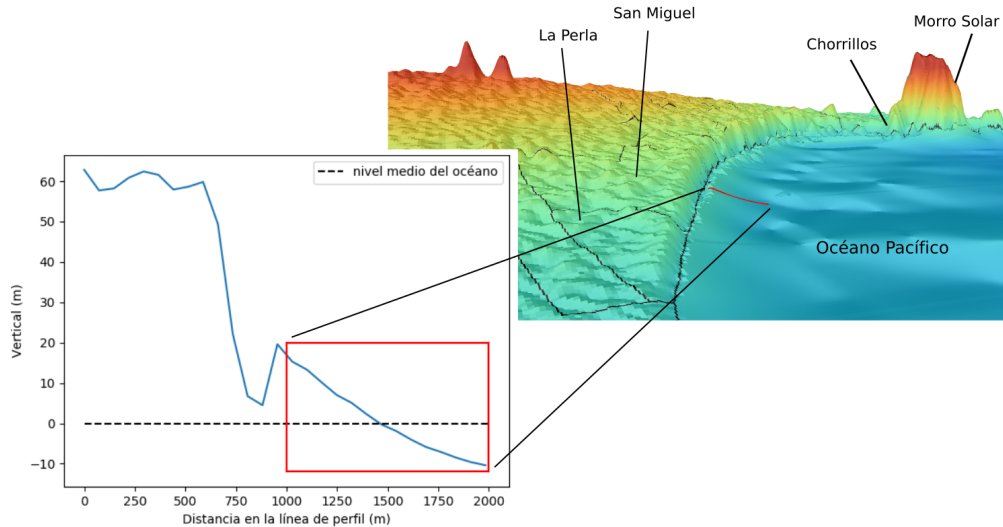 San Miguel
Morro Solar
La Perla
Chorrillos
Océano Pacífico
nivel medio del océano
Vertical (m)
60
50
40
30
20
10
0
−10
0
250
500
750
1000
1250
1500
1750
2000
Distancia en la línea de perfil (m)